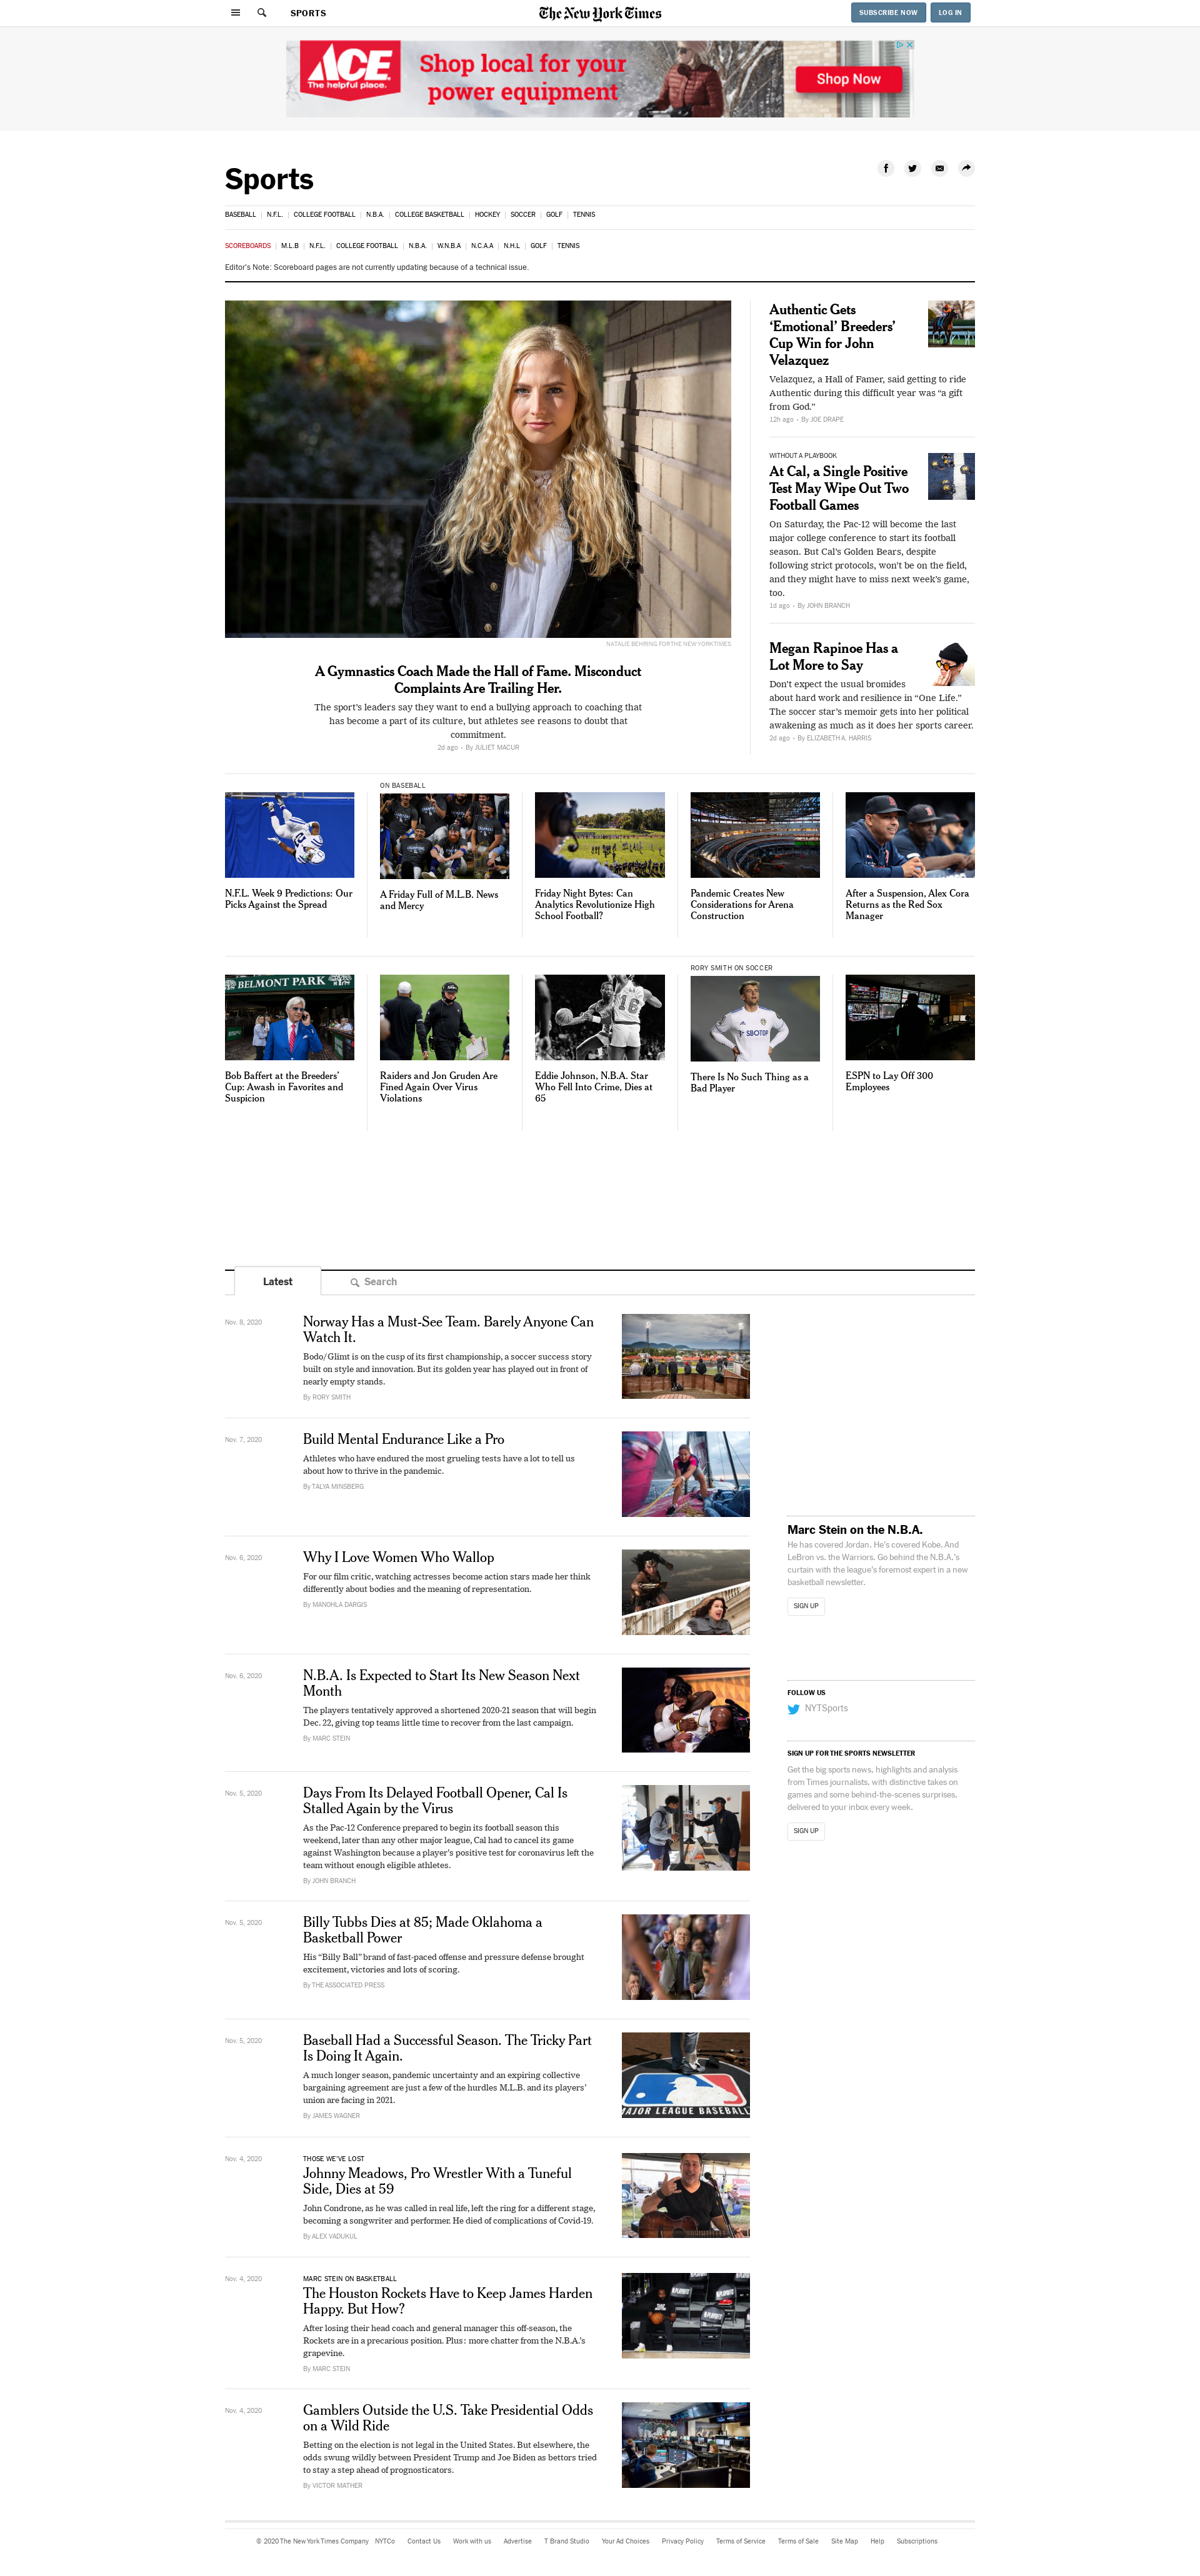 SPORTS
The New York Times
SUBSCRIBE NOW
LOG IN
ACE
The helpful place.
Shop local for your
power equipment
Shop Now
Sports
BASEBALL | N.F.L. | COLLEGE FOOTBALL | N.B.A. | COLLEGE BASKETBALL | HOCKEY | SOCCER | GOLF | TENNIS
SCOREBOARDS | M.L.B | N.F.L. | COLLEGE FOOTBALL | N.B.A. | W.N.B.A | N.C.A.A | N.H.L | GOLF | TENNIS
Editor's Note: Scoreboard pages are not currently updating because of a technical issue.
NATALIE BEHRING FOR THE NEW YORK TIMES
A Gymnastics Coach Made the Hall of Fame. Misconduct
Complaints Are Trailing Her.
The sport's leaders say they want to end a bullying approach to coaching that
has become a part of its culture, but athletes see reasons to doubt that
commitment.
2d ago • By JULIET MACUR
Authentic Gets
‘Emotional’ Breeders’
Cup Win for John
Velazquez
Velazquez, a Hall of Famer, said getting to ride
Authentic during this difficult year was “a gift
from God.”
12h ago • By JOE DRAPE
WITHOUT A PLAYBOOK
At Cal, a Single Positive
Test May Wipe Out Two
Football Games
On Saturday, the Pac-12 will become the last
major college conference to start its football
season. But Cal’s Golden Bears, despite
following strict protocols, won’t be on the field,
and they might have to miss next week’s game,
too.
1d ago • By JOHN BRANCH
Megan Rapinoe Has a
Lot More to Say
Don’t expect the usual bromides
about hard work and resilience in “One Life.”
The soccer star’s memoir gets into her political
awakening as much as it does her sports career.
2d ago • By ELIZABETH A. HARRIS
N.F.L. Week 9 Predictions: Our
Picks Against the Spread
ON BASEBALL
A Friday Full of M.L.B. News
and Mercy
Friday Night Bytes: Can
Analytics Revolutionize High
School Football?
Pandemic Creates New
Considerations for Arena
Construction
After a Suspension, Alex Cora
Returns as the Red Sox
Manager
BELMONT PARK
Bob Baffert at the Breeders’
Cup: Awash in Favorites and
Suspicion
Raiders and Jon Gruden Are
Fined Again Over Virus
Violations
16
Eddie Johnson, N.B.A. Star
Who Fell Into Crime, Dies at
65
RORY SMITH ON SOCCER
SBOTOP
There Is No Such Thing as a
Bad Player
ESPN to Lay Off 300
Employees
Latest
Search
Nov. 8, 2020
Norway Has a Must-See Team. Barely Anyone Can
Watch It.
Bodo/Glimt is on the cusp of its first championship, a soccer success story
built on style and innovation. But its golden year has played out in front of
nearly empty stands.
By RORY SMITH
Nov. 7, 2020
Build Mental Endurance Like a Pro
Athletes who have endured the most grueling tests have a lot to tell us
about how to thrive in the pandemic.
By TALYA MINSBERG
Nov. 6, 2020
Why I Love Women Who Wallop
For our film critic, watching actresses become action stars made her think
differently about bodies and the meaning of representation.
By MANOHLA DARGIS
Nov. 6, 2020
N.B.A. Is Expected to Start Its New Season Next
Month
The players tentatively approved a shortened 2020-21 season that will begin
Dec. 22, giving top teams little time to recover from the last campaign.
By MARC STEIN
Nov. 5, 2020
Days From Its Delayed Football Opener, Cal Is
Stalled Again by the Virus
As the Pac-12 Conference prepared to begin its football season this
weekend, later than any other major league, Cal had to cancel its game
against Washington because a player’s positive test for coronavirus left the
team without enough eligible athletes.
By JOHN BRANCH
Nov. 5, 2020
Billy Tubbs Dies at 85; Made Oklahoma a
Basketball Power
His “Billy Ball” brand of fast-paced offense and pressure defense brought
excitement, victories and lots of scoring.
By THE ASSOCIATED PRESS
Nov. 5, 2020
Baseball Had a Successful Season. The Tricky Part
Is Doing It Again.
A much longer season, pandemic uncertainty and an expiring collective
bargaining agreement are just a few of the hurdles M.L.B. and its players’
union are facing in 2021.
By JAMES WAGNER
MAJOR LEAGUE BASEBALL
Nov. 4, 2020
THOSE WE’VE LOST
Johnny Meadows, Pro Wrestler With a Tuneful
Side, Dies at 59
John Condrone, as he was called in real life, left the ring for a different stage,
becoming a songwriter and performer. He died of complications of Covid-19.
By ALEX VADUKUL
Nov. 4, 2020
MARC STEIN ON BASKETBALL
The Houston Rockets Have to Keep James Harden
Happy. But How?
After losing their head coach and general manager this off-season, the
Rockets are in a precarious position. Plus: more chatter from the N.B.A.’s
grapevine.
By MARC STEIN
Nov. 4, 2020
Gamblers Outside the U.S. Take Presidential Odds
on a Wild Ride
Betting on the election is not legal in the United States. But elsewhere, the
odds swung wildly between President Trump and Joe Biden as bettors tried
to stay a step ahead of prognosticators.
By VICTOR MATHER
Marc Stein on the N.B.A.
He has covered Jordan. He’s covered Kobe. And
LeBron vs. the Warriors. Go behind the N.B.A.’s
curtain with the league’s foremost expert in a new
basketball newsletter.
SIGN UP
FOLLOW US
NYTSports
SIGN UP FOR THE SPORTS NEWSLETTER
Get the big sports news, highlights and analysis
from Times journalists, with distinctive takes on
games and some behind-the-scenes surprises,
delivered to your inbox every week.
SIGN UP
© 2020 The New York Times Company NYTCo Contact Us Work with us Advertise T Brand Studio Your Ad Choices Privacy Policy Terms of Service Terms of Sale Site Map Help Subscriptions